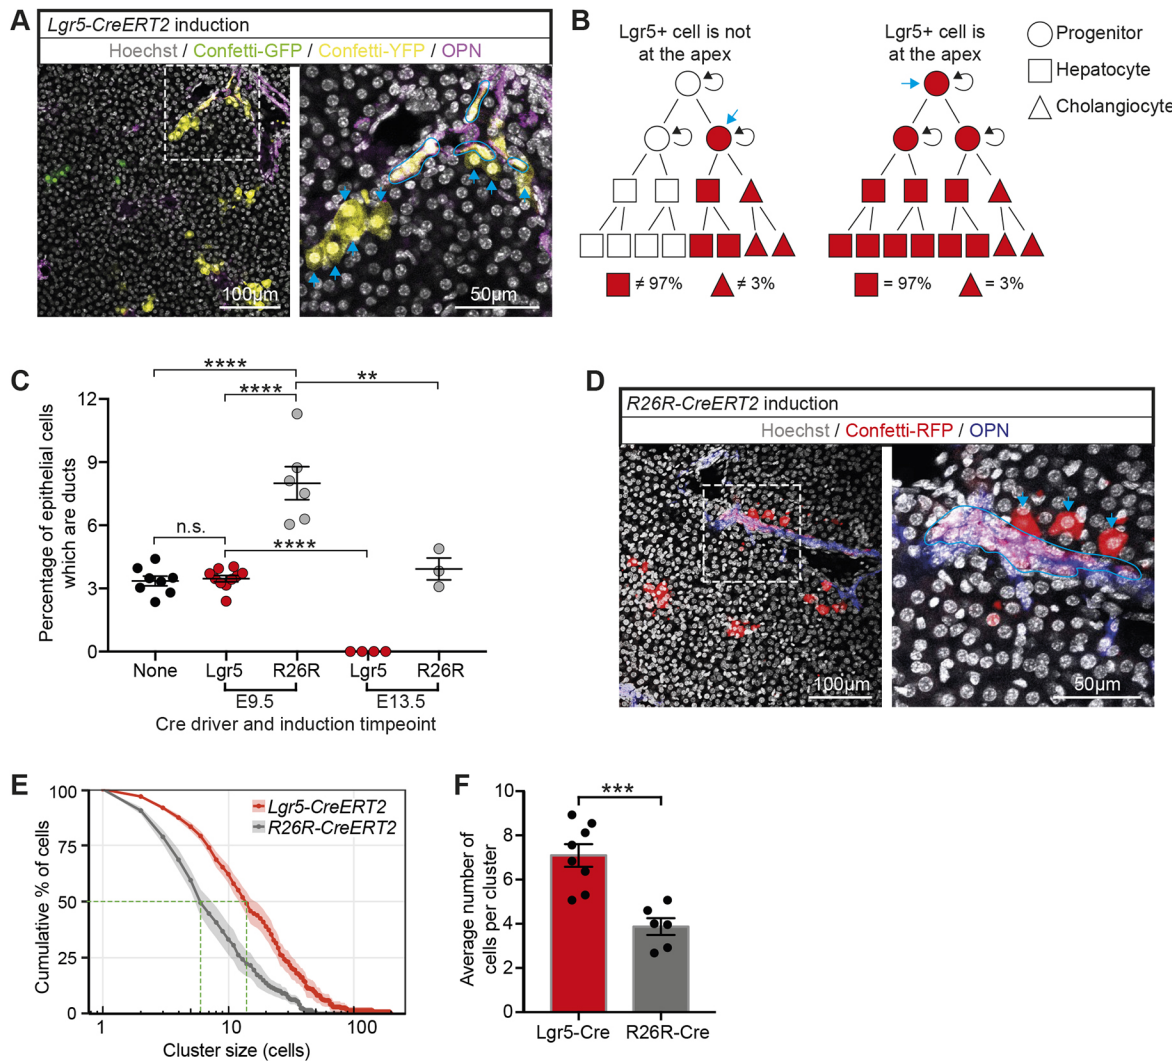 A
Lgr5-CreERT2 induction
Hoechst / Confetti-GFP / Confetti-YFP / OPN
100µm
50µm
B
Lgr5+ cell is not
at the apex
Lgr5+ cell is
at the apex
Progenitor
Hepatocyte
Cholangiocyte
≠ 97%
≠ 3%
= 97%
= 3%
C
Percentage of epithelial cells
which are ducts
12
9
6
3
0
****
****
**
n.s.
****
None
Lgr5
R26R
Lgr5
R26R
E9.5
E13.5
Cre driver and induction timpeoint
D
R26R-CreERT2 induction
Hoechst / Confetti-RFP / OPN
100µm
50µm
E
Cumulative % of cells
100
75
50
25
0
Lgr5-CreERT2
R26R-CreERT2
1
10
100
Cluster size (cells)
F
Average number of
cells per cluster
10
8
6
4
2
0
***
Lgr5-Cre
R26R-Cre